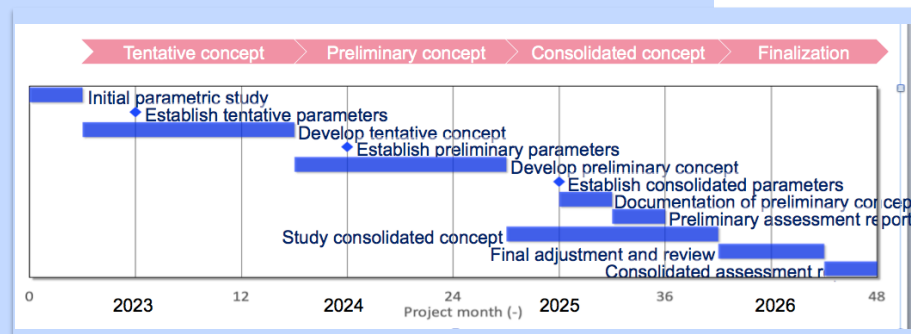 Tentative concept Preliminary concept Consolidated concept Finalization
Initial parametric study
Establish tentative parameters
Develop tentative concept
Establish preliminary parameters
Develop preliminary concept
Establish consolidated parameters
Documentation of preliminary concep
Preliminary assessment report
Study consolidated concept
Final adjustment and review
Consolidated assessment r
0 12 24 36 48
2023 2024 2025 2026
Project month (-)